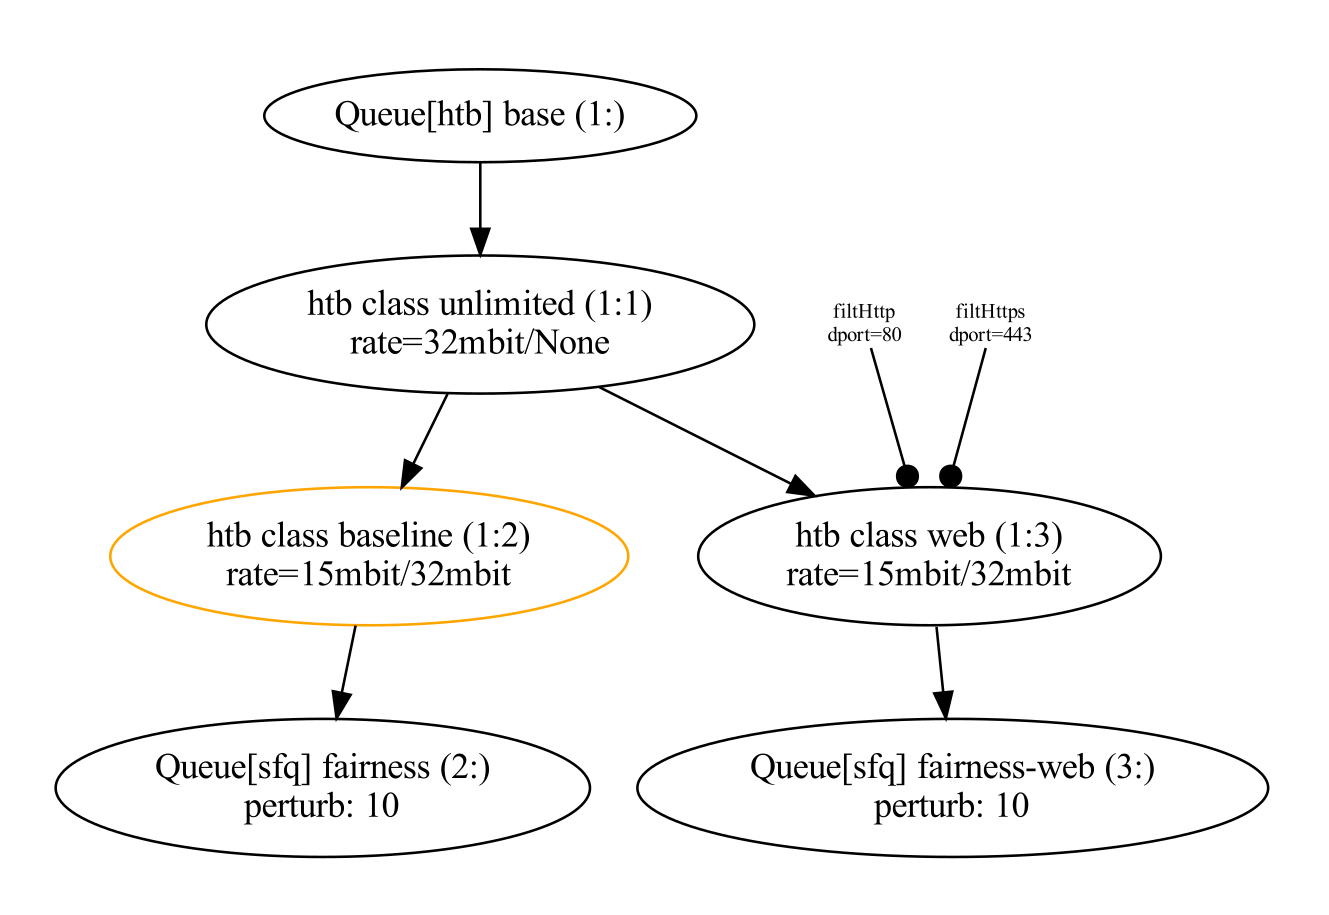 Queue[htb] base (1:)
htb class unlimited (1:1)
rate=32mbit/None
filtHttp
dport=80
filtHttps
dport=443
htb class baseline (1:2)
rate=15mbit/32mbit
htb class web (1:3)
rate=15mbit/32mbit
Queue[sfq] fairness (2:)
perturb: 10
Queue[sfq] fairness-web (3:)
perturb: 10